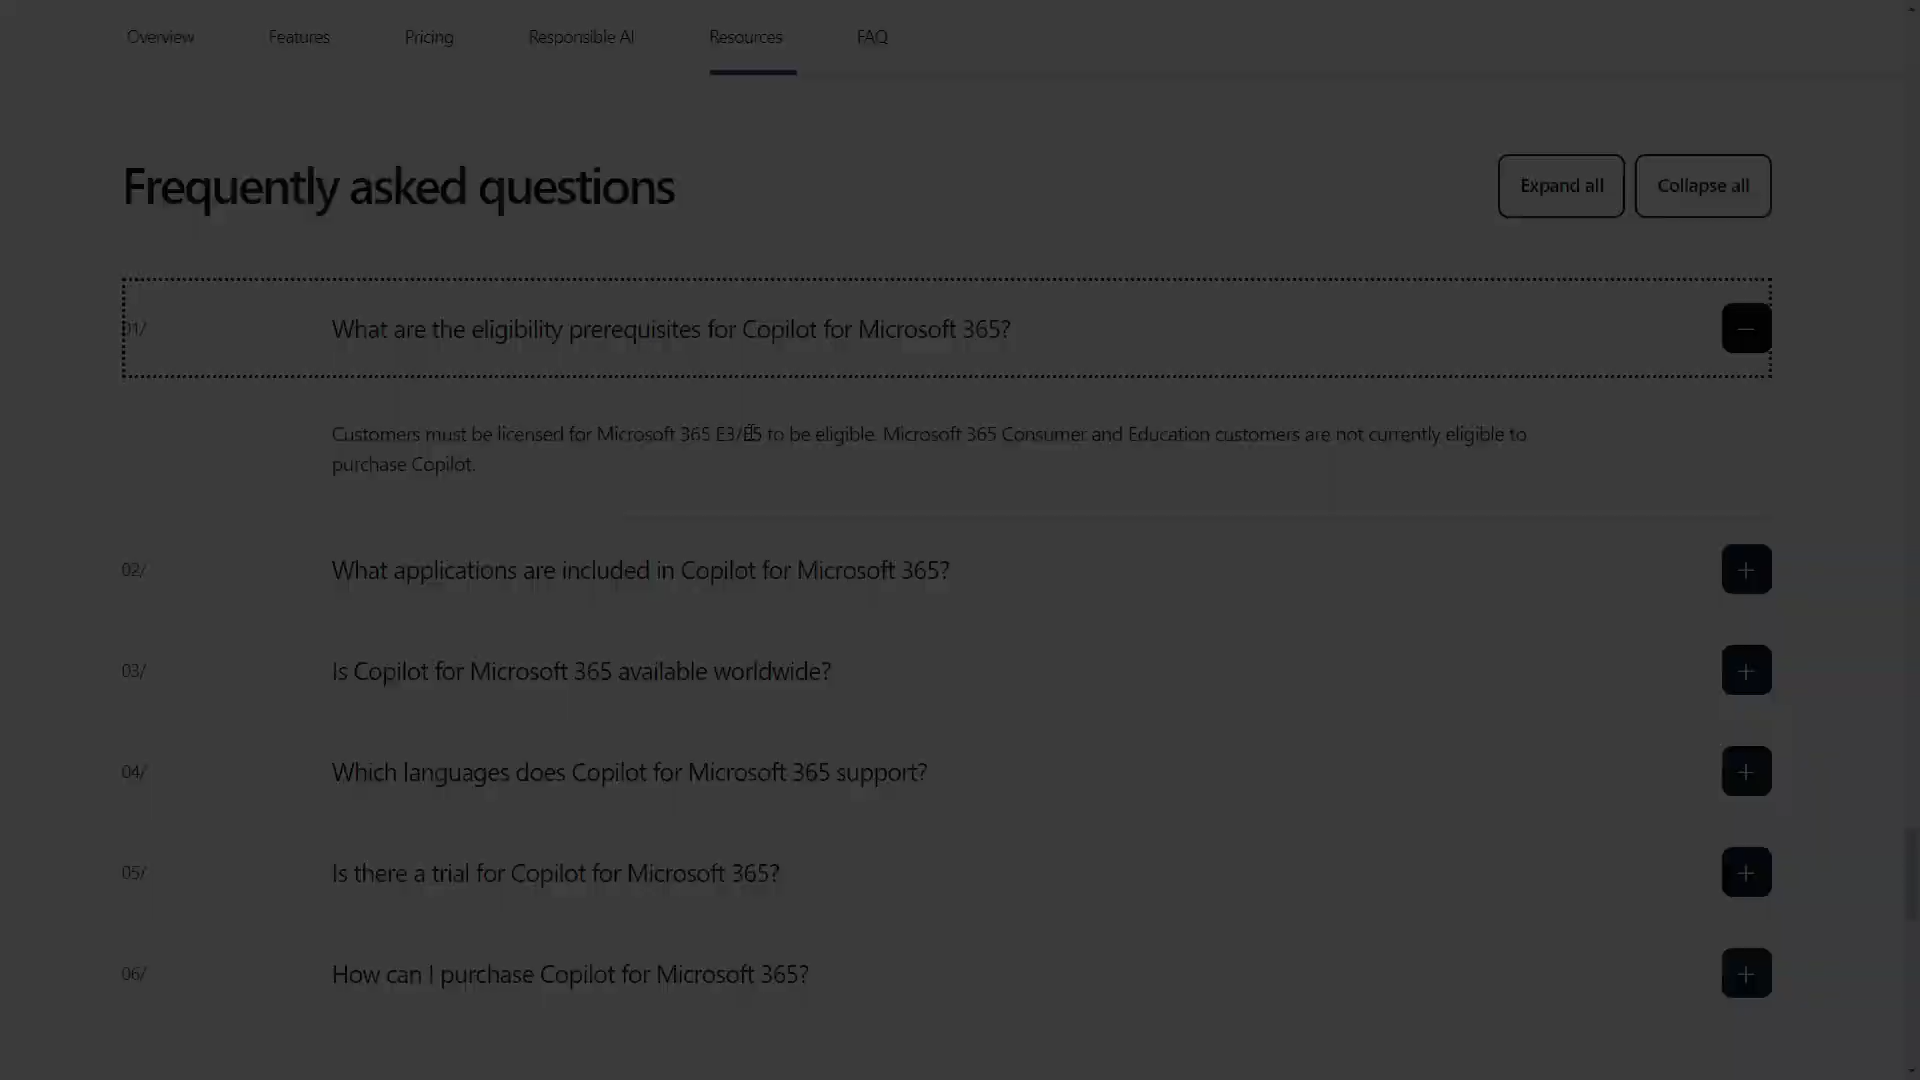 Overview Features Pricing Responsible AI Resources FAQ
Frequently asked questions
Expand all Collapse all
01/ What are the eligibility prerequisites for Copilot for Microsoft 365?
Customers must be licensed for Microsoft 365 E3/E5 to be eligible. Microsoft 365 Consumer and Education customers are not currently eligible to
purchase Copilot.
02/ What applications are included in Copilot for Microsoft 365?
03/ Is Copilot for Microsoft 365 available worldwide?
04/ Which languages does Copilot for Microsoft 365 support?
05/ Is there a trial for Copilot for Microsoft 365?
06/ How can I purchase Copilot for Microsoft 365?